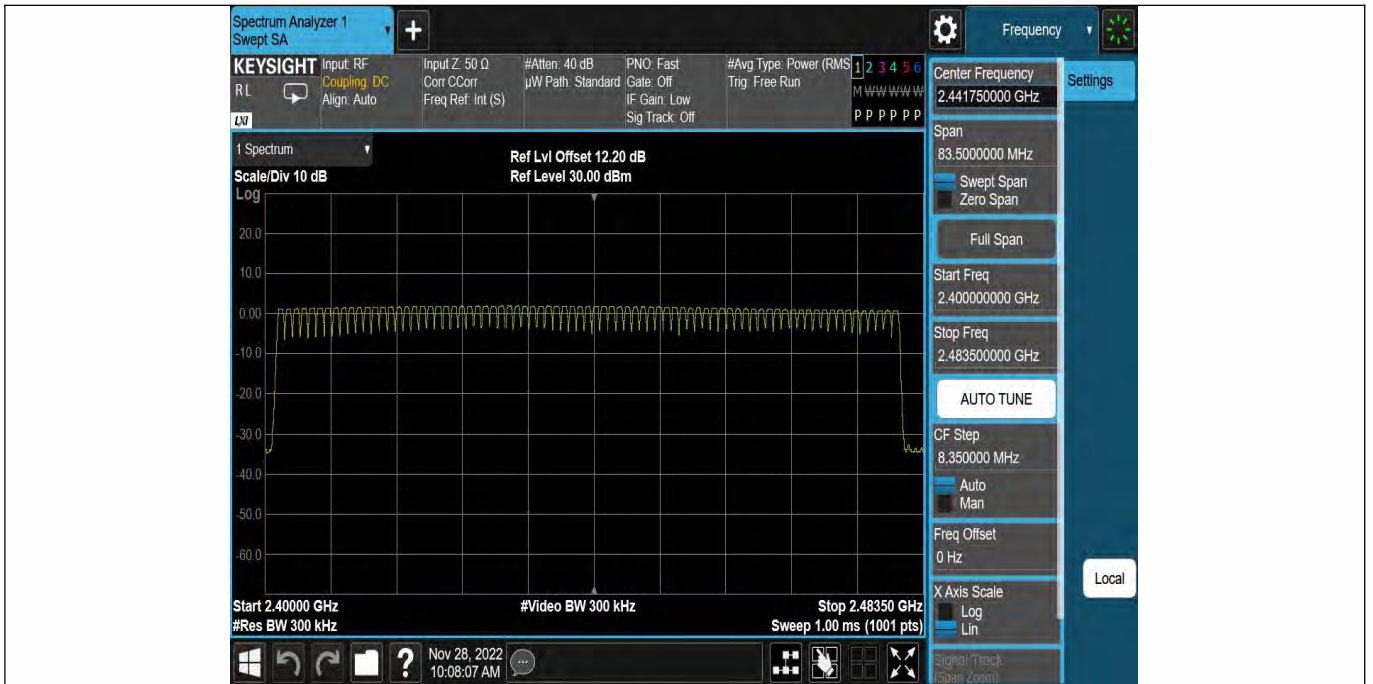 Spectrum Analyzer 1
Swept SA
+
Frequency
KEYSIGHT
R L
LXI
Input: RF
Coupling: DC
Align: Auto
Input Z: 50 Ω
Corr CCorr
Freq Ref: Int (S)
#Atten: 40 dB
µW Path: Standard
PNO: Fast
Gate: Off
IF Gain: Low
Sig Track: Off
#Avg Type: Power (RMS
Trig: Free Run
1 2 3 4 5 6
M W W W W W
P P P P P P
1 Spectrum
Scale/Div 10 dB
Ref Lvl Offset 12.20 dB
Ref Level 30.00 dBm
Log
20.0
10.0
0.00
-10.0
-20.0
-30.0
-40.0
-50.0
-60.0
Start 2.40000 GHz
#Res BW 300 kHz
#Video BW 300 kHz
Stop 2.48350 GHz
Sweep 1.00 ms (1001 pts)
Center Frequency
2.441750000 GHz
Settings
Span
83.5000000 MHz
Swept Span
Zero Span
Full Span
Start Freq
2.400000000 GHz
Stop Freq
2.483500000 GHz
AUTO TUNE
CF Step
8.350000 MHz
Auto
Man
Freq Offset
0 Hz
X Axis Scale
Log
Lin
Local
Signal Track
(Span Zoom)
?
Nov 28, 2022
10:08:07 AM